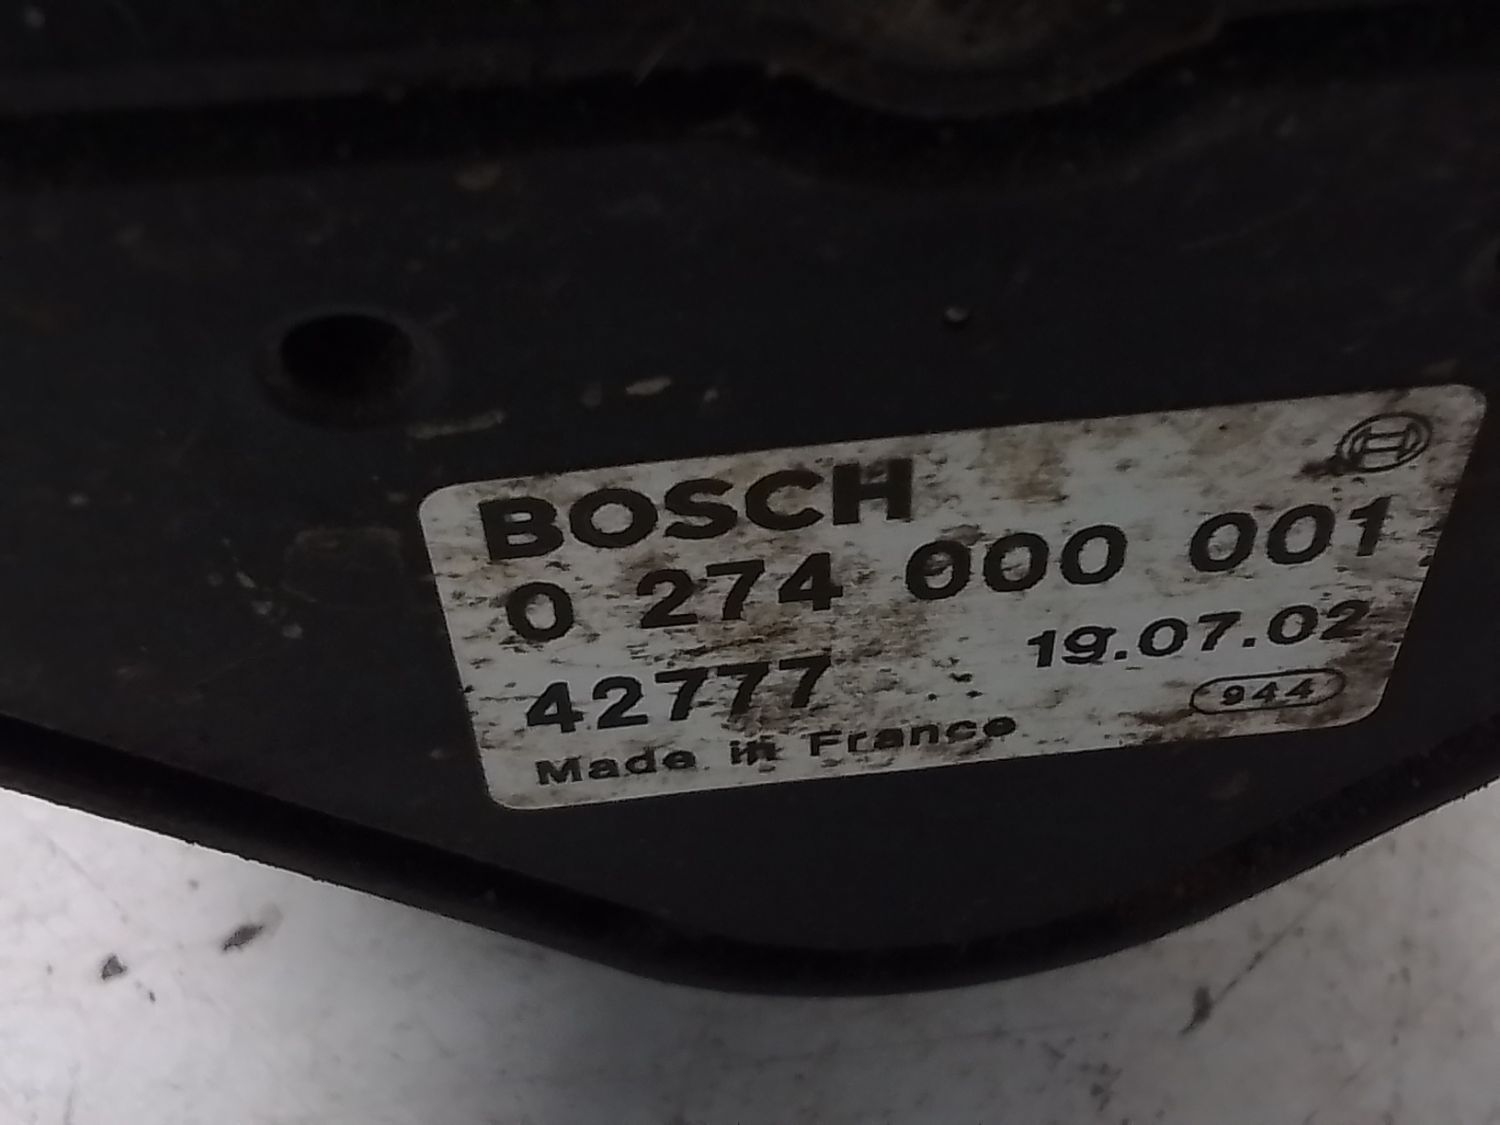 BOSCH
0 274 000 001
42777 19.07.02
944
Made in France